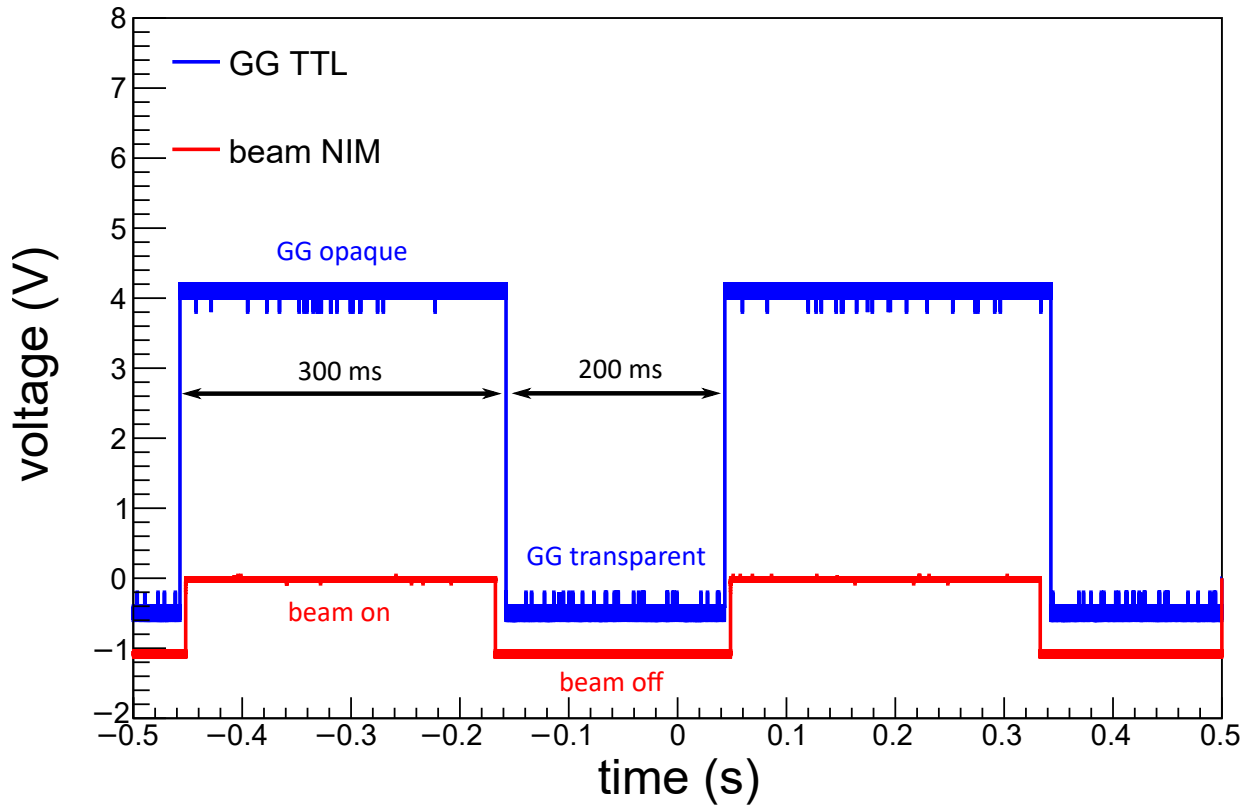 8
7
6
5
4
3
2
1
0
−1
−2
voltage (V)
GG TTL
beam NIM
GG opaque
300 ms
200 ms
GG transparent
beam on
beam off
−0.5 −0.4 −0.3 −0.2 −0.1 0 0.1 0.2 0.3 0.4 0.5
time (s)